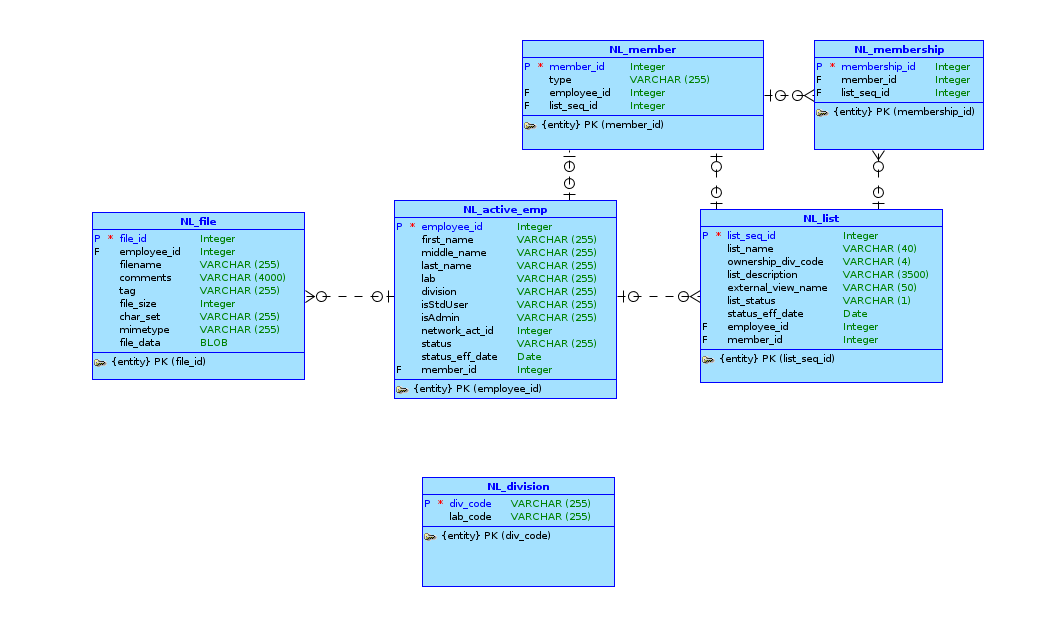 NL_member
P * member_id Integer
type VARCHAR (255)
F employee_id Integer
F list_seq_id Integer
{entity} PK (member_id)
NL_membership
P * membership_id Integer
F member_id Integer
F list_seq_id Integer
{entity} PK (membership_id)
NL_file
P * file_id Integer
F employee_id Integer
filename VARCHAR (255)
comments VARCHAR (4000)
tag VARCHAR (255)
file_size Integer
char_set VARCHAR (255)
mimetype VARCHAR (255)
file_data BLOB
{entity} PK (file_id)
NL_active_emp
P * employee_id Integer
first_name VARCHAR (255)
middle_name VARCHAR (255)
last_name VARCHAR (255)
lab VARCHAR (255)
division VARCHAR (255)
isStdUser VARCHAR (255)
isAdmin VARCHAR (255)
network_act_id Integer
status VARCHAR (255)
status_eff_date Date
F member_id Integer
{entity} PK (employee_id)
NL_list
P * list_seq_id Integer
list_name VARCHAR (40)
ownership_div_code VARCHAR (4)
list_description VARCHAR (3500)
external_view_name VARCHAR (50)
list_status VARCHAR (1)
status_eff_date Date
F employee_id Integer
F member_id Integer
{entity} PK (list_seq_id)
NL_division
P * div_code VARCHAR (255)
lab_code VARCHAR (255)
{entity} PK (div_code)